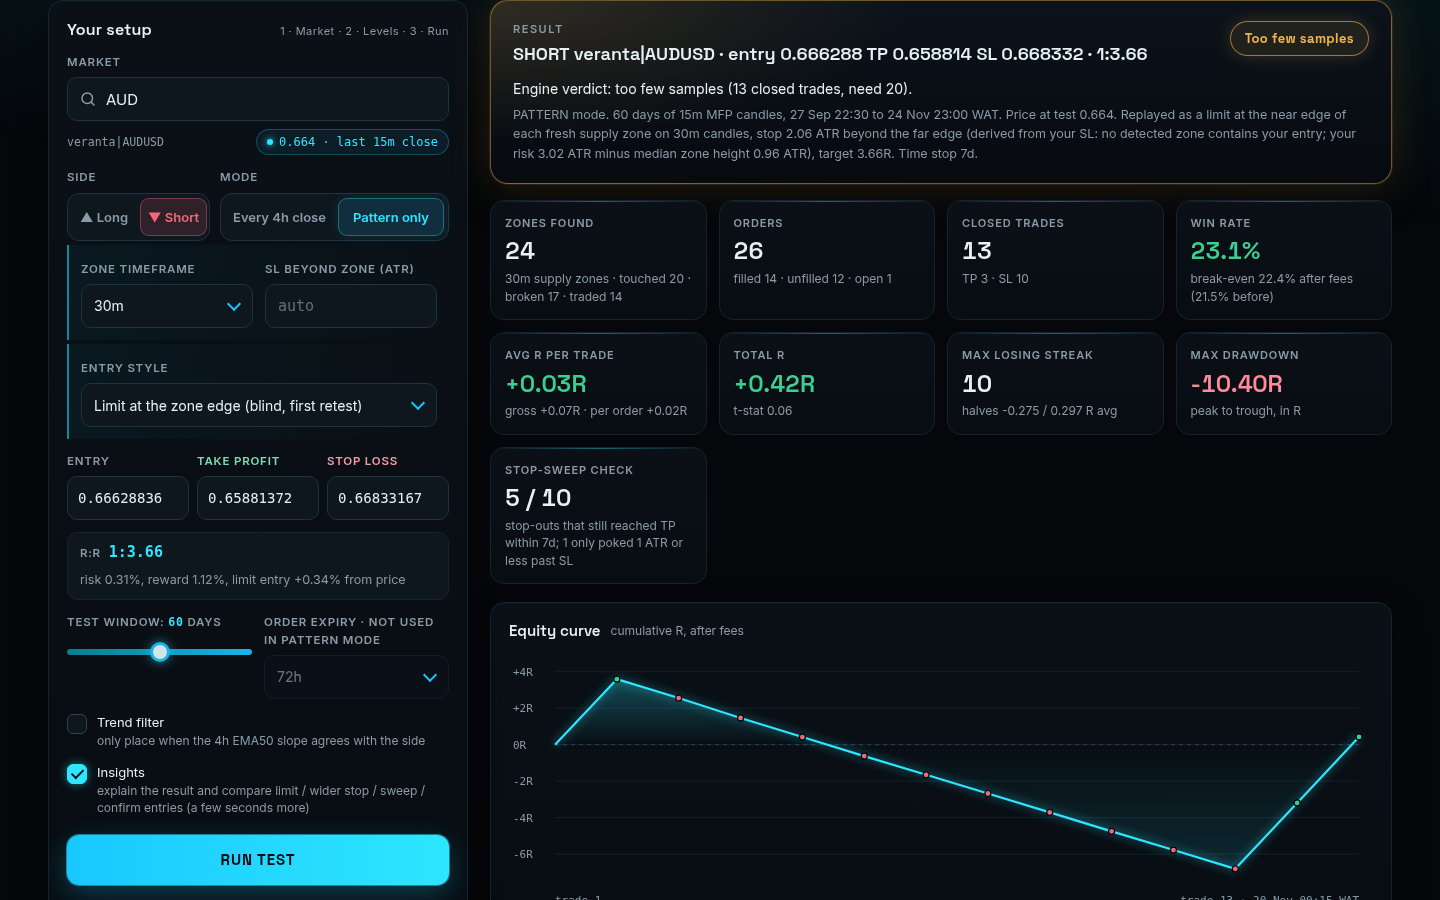 Your setup
1 · Market · 2 · Levels · 3 · Run
MARKET
AUD
veranta|AUDUSD
0.664 · last 15m close
SIDE
MODE
▲ Long
▼ Short
Every 4h close
Pattern only
ZONE TIMEFRAME
SL BEYOND ZONE (ATR)
30m
auto
ENTRY STYLE
Limit at the zone edge (blind, first retest)
ENTRY
TAKE PROFIT
STOP LOSS
0.66628836
0.65881372
0.66833167
R:R 1:3.66
risk 0.31%, reward 1.12%, limit entry +0.34% from price
TEST WINDOW: 60 DAYS
ORDER EXPIRY · NOT USED
IN PATTERN MODE
72h
Trend filter
only place when the 4h EMA50 slope agrees with the side
Insights
explain the result and compare limit / wider stop / sweep /
confirm entries (a few seconds more)
RUN TEST
RESULT
SHORT veranta|AUDUSD · entry 0.666288 TP 0.658814 SL 0.668332 · 1:3.66
Too few samples
Engine verdict: too few samples (13 closed trades, need 20).
PATTERN mode. 60 days of 15m MFP candles, 27 Sep 22:30 to 24 Nov 23:00 WAT. Price at test 0.664. Replayed as a limit at the near edge of
each fresh supply zone on 30m candles, stop 2.06 ATR beyond the far edge (derived from your SL: no detected zone contains your entry; your
risk 3.02 ATR minus median zone height 0.96 ATR), target 3.66R. Time stop 7d.
ZONES FOUND
24
30m supply zones · touched 20 ·
broken 17 · traded 14
ORDERS
26
filled 14 · unfilled 12 · open 1
CLOSED TRADES
13
TP 3 · SL 10
WIN RATE
23.1%
break-even 22.4% after fees
(21.5% before)
AVG R PER TRADE
+0.03R
gross +0.07R · per order +0.02R
TOTAL R
+0.42R
t-stat 0.06
MAX LOSING STREAK
10
halves -0.275 / 0.297 R avg
MAX DRAWDOWN
-10.40R
peak to trough, in R
STOP-SWEEP CHECK
5 / 10
stop-outs that still reached TP
within 7d; 1 only poked 1 ATR or
less past SL
Equity curve
cumulative R, after fees
+4R
+2R
0R
-2R
-4R
-6R
trade 1
trade 13 · 20 Nov 00:15 WAT